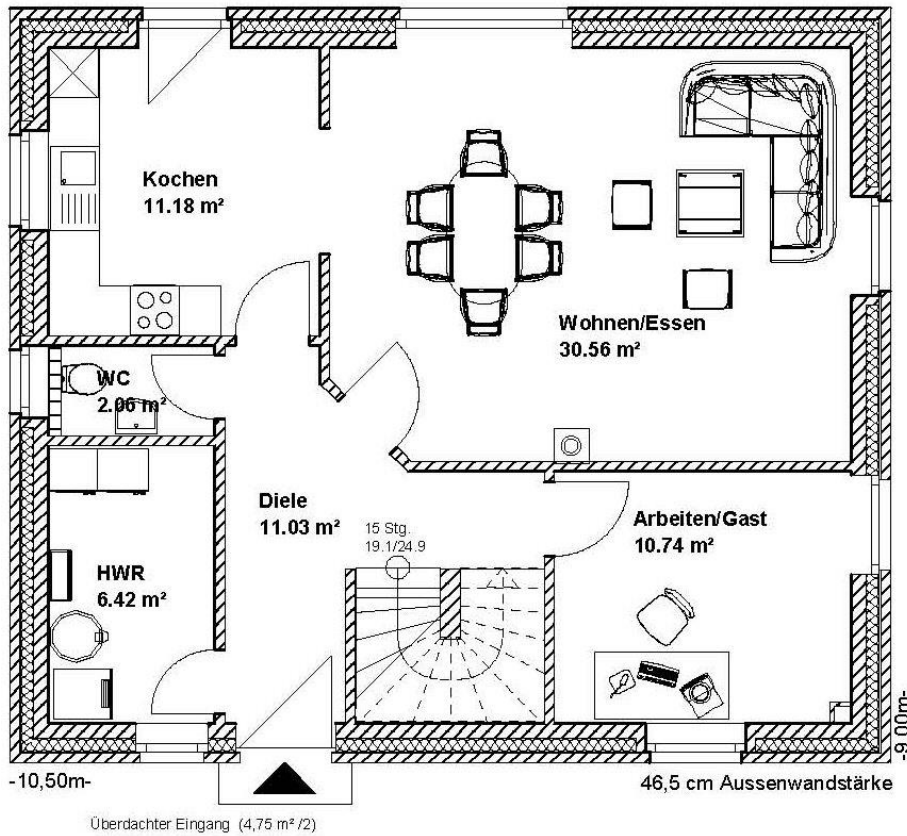 Kochen
11.18 m²
Wohnen/Essen
30.56 m²
WC
2.06 m²
Diele
11.03 m²
15 Stg.
19.1/24.9
Arbeiten/Gast
10.74 m²
HWR
6.42 m²
-9,00m-
-10,50m-
46,5 cm Aussenwandstärke
Überdachter Eingang (4,75 m²/2)